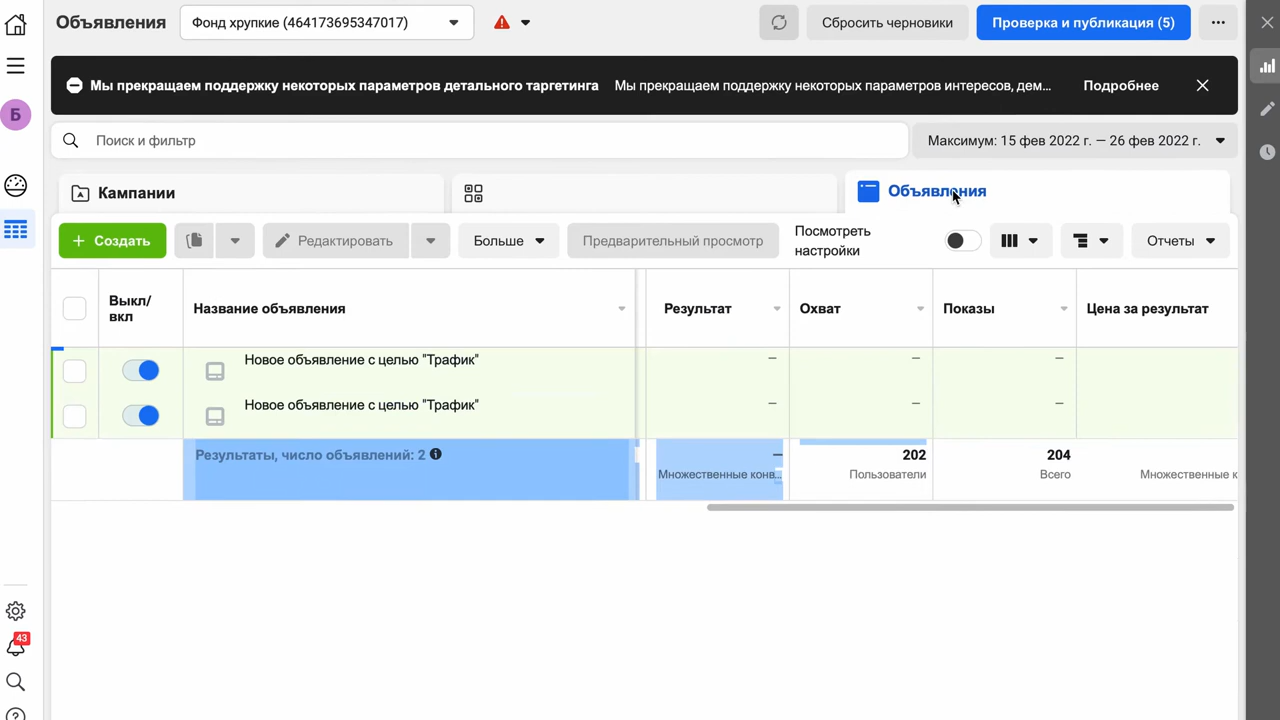 Объявления
Фонд хрупкие (464173695347017)
Сбросить черновики
Проверка и публикация (5)
Б
Мы прекращаем поддержку некоторых параметров детального таргетинга
Мы прекращаем поддержку некоторых параметров интересов, дем...
Подробнее
Поиск и фильтр
Максимум: 15 фев 2022 г. — 26 фев 2022 г.
Кампании
Объявления
+ Создать
Редактировать
Больше
Предварительный просмотр
Посмотреть
настройки
Отчеты
Выкл/
вкл
Название объявления
Результат
Охват
Показы
Цена за результат
Новое объявление с целью "Трафик"
— — —
Новое объявление с целью "Трафик"
— — —
Результаты, число объявлений: 2
—
202
204
Множественные конв...
Пользователи
Всего
Множественные к
43